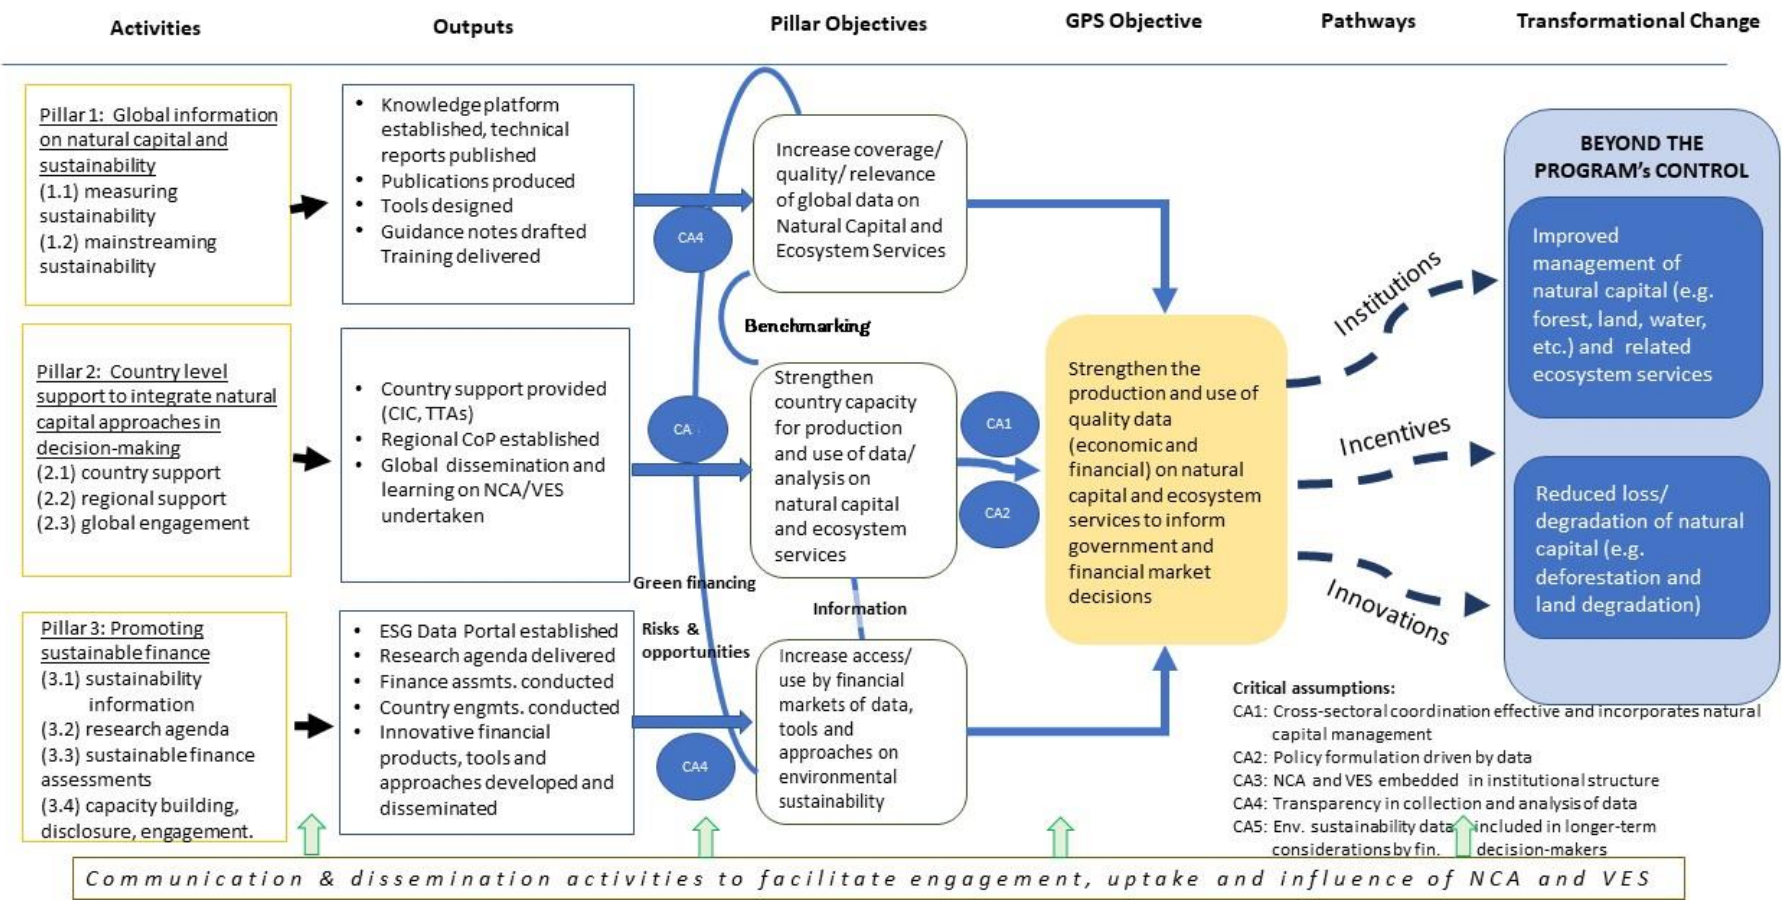 Activities
Outputs
Pillar Objectives
GPS Objective
Pathways
Transformational Change
Pillar 1: Global information
on natural capital and
sustainability
(1.1) measuring
sustainability
(1.2) mainstreaming
sustainability
• Knowledge platform
established, technical
reports published
• Publications produced
• Tools designed
• Guidance notes drafted
Training delivered
CA4
Increase coverage/
quality/ relevance
of global data on
Natural Capital and
Ecosystem Services
Benchmarking
Pillar 2: Country level
support to integrate natural
capital approaches in
decision-making
(2.1) country support
(2.2) regional support
(2.3) global engagement
• Country support provided
(CIC, TTAs)
• Regional CoP established
• Global dissemination and
learning on NCA/VES
undertaken
CA
Strengthen
country capacity
for production
and use of data/
analysis on
natural capital
and ecosystem
services
CA1
CA2
Green financing
Information
Risks &
opportunities
Pillar 3: Promoting
sustainable finance
(3.1) sustainability
information
(3.2) research agenda
(3.3) sustainable finance
assessments
(3.4) capacity building,
disclosure, engagement.
• ESG Data Portal established
• Research agenda delivered
• Finance assmts. conducted
• Country engmts. conducted
• Innovative financial
products, tools and
approaches developed and
disseminated
CA4
Increase access/
use by financial
markets of data,
tools and
approaches on
environmental
sustainability
Strengthen the
production and use of
quality data
(economic and
financial) on natural
capital and ecosystem
services to inform
government and
financial market
decisions
Institutions
Incentives
Innovations
BEYOND THE
PROGRAM's CONTROL
Improved
management of
natural capital (e.g.
forest, land, water,
etc.) and related
ecosystem services
Reduced loss/
degradation of natural
capital (e.g.
deforestation and
land degradation)
Critical assumptions:
CA1: Cross-sectoral coordination effective and incorporates natural
capital management
CA2: Policy formulation driven by data
CA3: NCA and VES embedded in institutional structure
CA4: Transparency in collection and analysis of data
CA5: Env. sustainability data included in longer-term
considerations by fin. decision-makers
Communication & dissemination activities to facilitate engagement, uptake and influence of NCA and VES